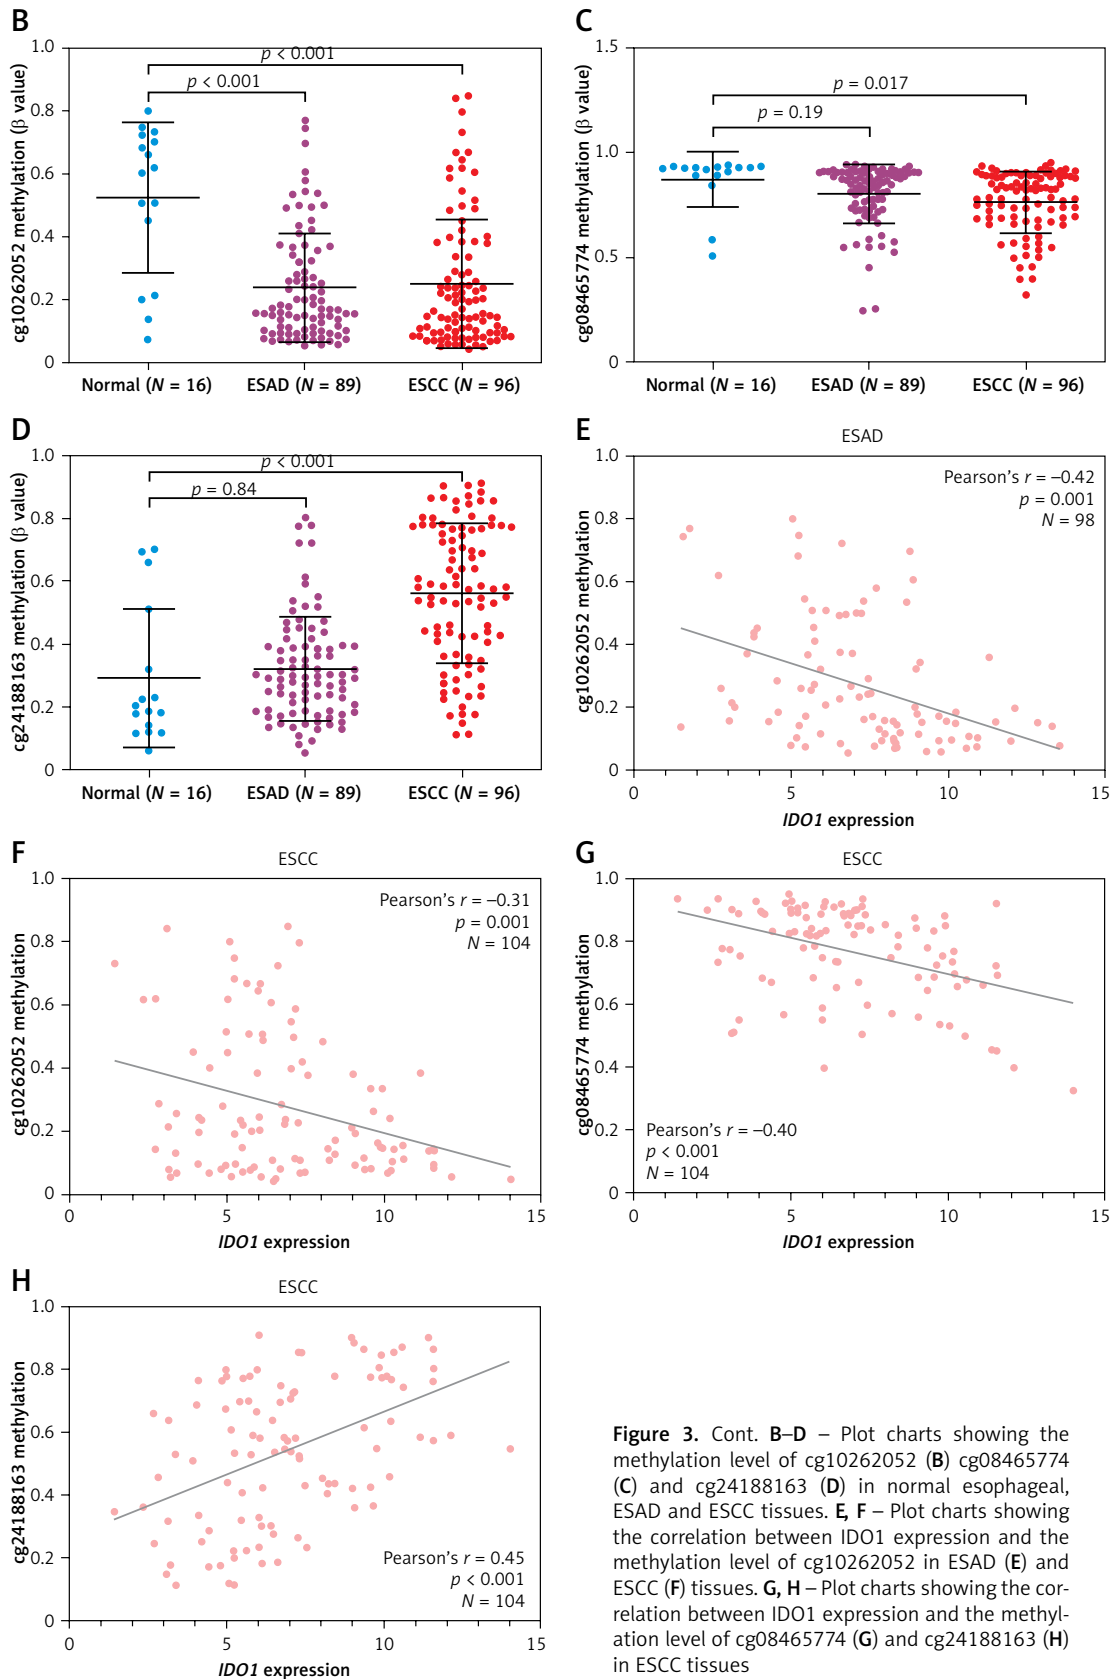 B
cg10262052 methylation (β value)
1.0
0.8
0.6
0.4
0.2
0
p < 0.001
p < 0.001
Normal (N = 16) ESAD (N = 89) ESCC (N = 96)
C
cg08465774 methylation (β value)
1.5
1.0
0.5
0
p = 0.017
p = 0.19
Normal (N = 16) ESAD (N = 89) ESCC (N = 96)
D
cg24188163 methylation (β value)
1.0
0.8
0.6
0.4
0.2
0
p < 0.001
p = 0.84
Normal (N = 16) ESAD (N = 89) ESCC (N = 96)
E
ESAD
cg10262052 methylation
1.0
0.8
0.6
0.4
0.2
0
Pearson's r = –0.42
p = 0.001
N = 98
0 5 10 15
IDO1 expression
F
ESCC
cg10262052 methylation
1.0
0.8
0.6
0.4
0.2
0
Pearson's r = –0.31
p = 0.001
N = 104
0 5 10 15
IDO1 expression
G
ESCC
cg08465774 methylation
1.0
0.8
0.6
0.4
0.2
0
Pearson's r = –0.40
p < 0.001
N = 104
0 5 10 15
IDO1 expression
H
ESCC
cg24188163 methylation
1.0
0.8
0.6
0.4
0.2
0
Pearson's r = 0.45
p < 0.001
N = 104
0 5 10 15
IDO1 expression
Figure 3. Cont. B–D – Plot charts showing the
methylation level of cg10262052 (B) cg08465774
(C) and cg24188163 (D) in normal esophageal,
ESAD and ESCC tissues. E, F – Plot charts showing
the correlation between IDO1 expression and the
methylation level of cg10262052 in ESAD (E) and
ESCC (F) tissues. G, H – Plot charts showing the cor-
relation between IDO1 expression and the methyl-
ation level of cg08465774 (G) and cg24188163 (H)
in ESCC tissues